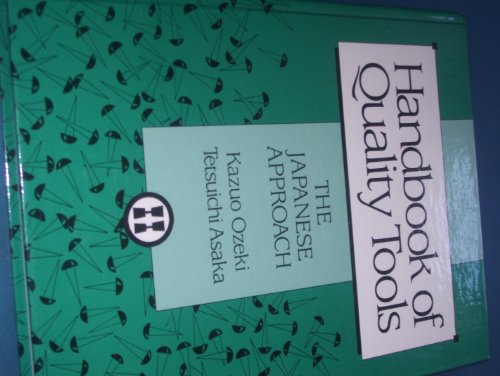 Handbook of
Quality Tools
THE
JAPANESE
APPROACH
Kazuo Ozeki
Tetsuichi Asaka